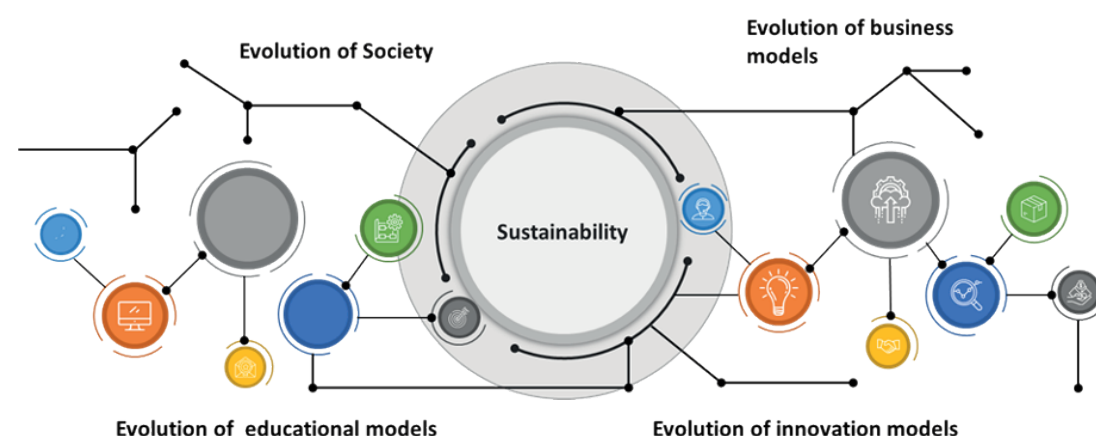 Evolution of Society
Evolution of business
models
Sustainability
Evolution of educational models
Evolution of innovation models